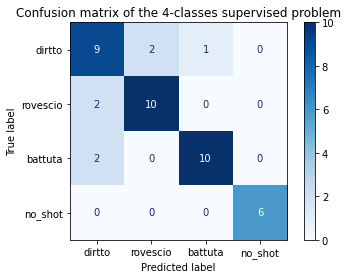 Confusion matrix of the 4-classes supervised problem
True label
dirtto 9 2 1 0
rovescio 2 10 0 0
battuta 2 0 10 0
no_shot 0 0 0 6
dirtto rovescio battuta no_shot
Predicted label
10
8
6
4
2
0